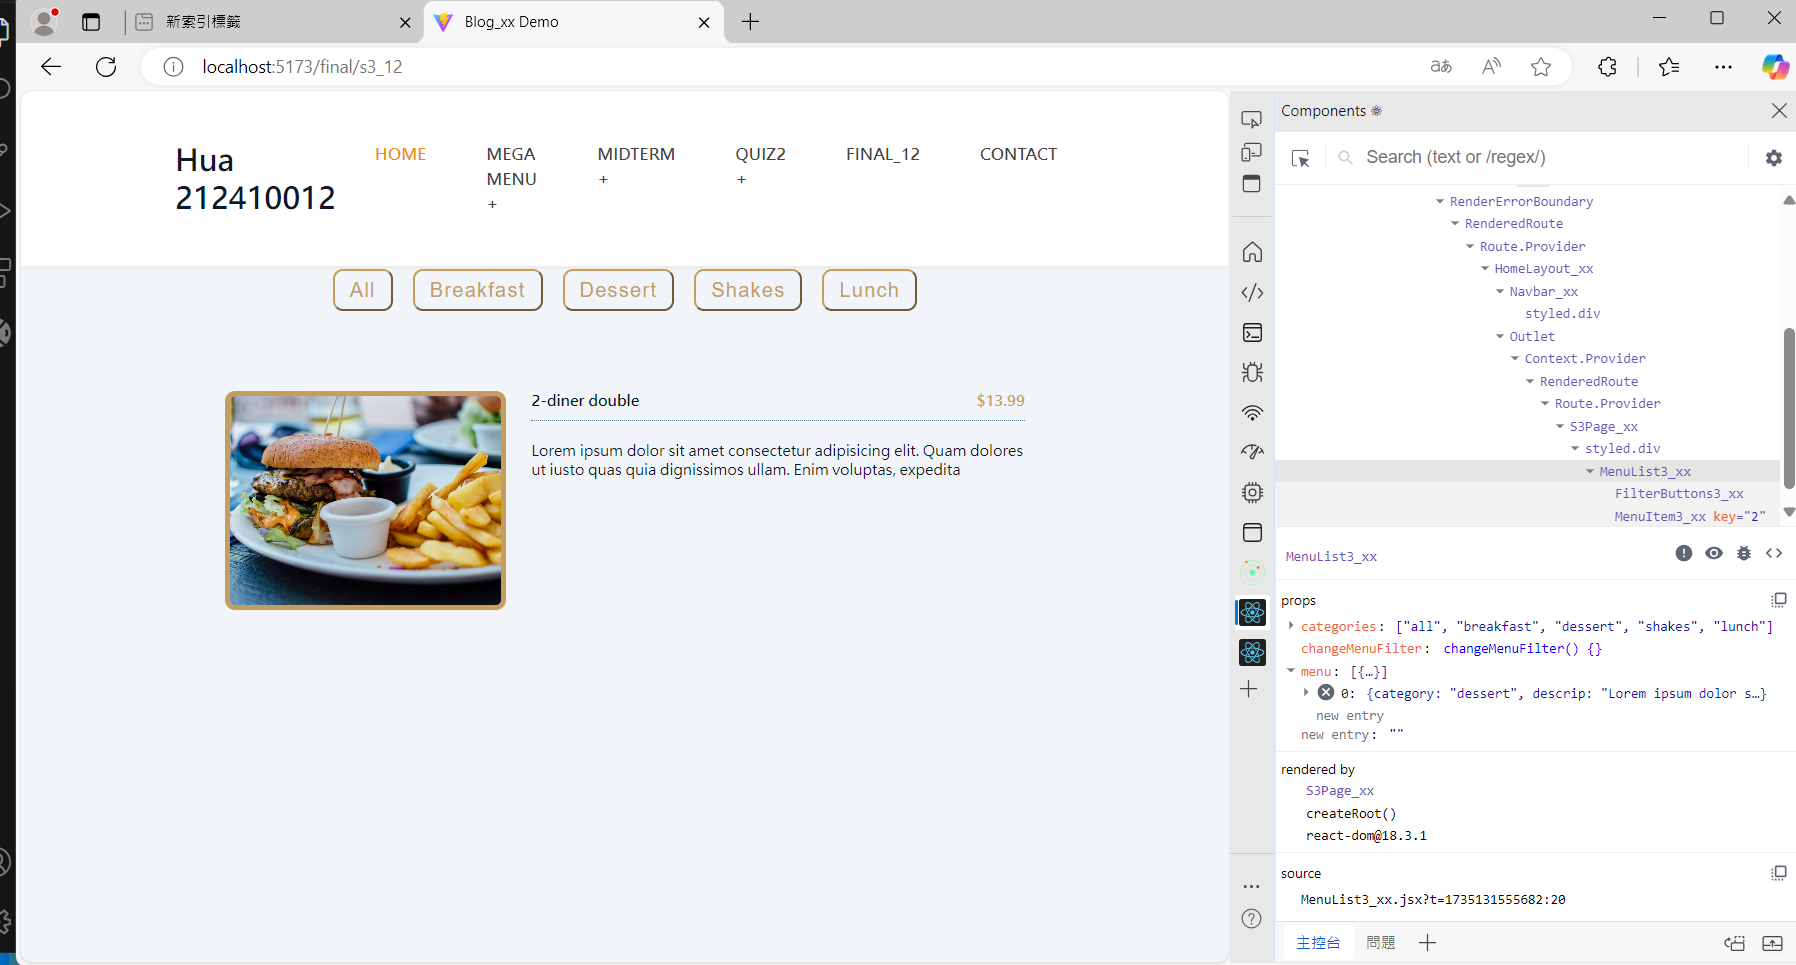 新索引標籤
Blog_xx Demo
localhost:5173/final/s3_12
Hua
212410012
HOME
MEGA
MENU
+
MIDTERM
+
QUIZ2
+
FINAL_12
CONTACT
All
Breakfast
Dessert
Shakes
Lunch
2-diner double
$13.99
Lorem ipsum dolor sit amet consectetur adipisicing elit. Quam dolores
ut iusto quas quia dignissimos ullam. Enim voluptas, expedita
Components ⚛
Search (text or /regex/)
RenderErrorBoundary
RenderedRoute
Route.Provider
HomeLayout_xx
Navbar_xx
styled.div
Outlet
Context.Provider
RenderedRoute
Route.Provider
S3Page_xx
styled.div
MenuList3_xx
FilterButtons3_xx
MenuItem3_xx key="2"
MenuList3_xx
props
categories: ["all", "breakfast", "dessert", "shakes", "lunch"]
changeMenuFilter: changeMenuFilter() {}
menu: [{…}]
0: {category: "dessert", descrip: "Lorem ipsum dolor s…}
new entry
new entry: ""
rendered by
S3Page_xx
createRoot()
react-dom@18.3.1
source
MenuList3_xx.jsx?t=1735131555682:20
主控台
問題